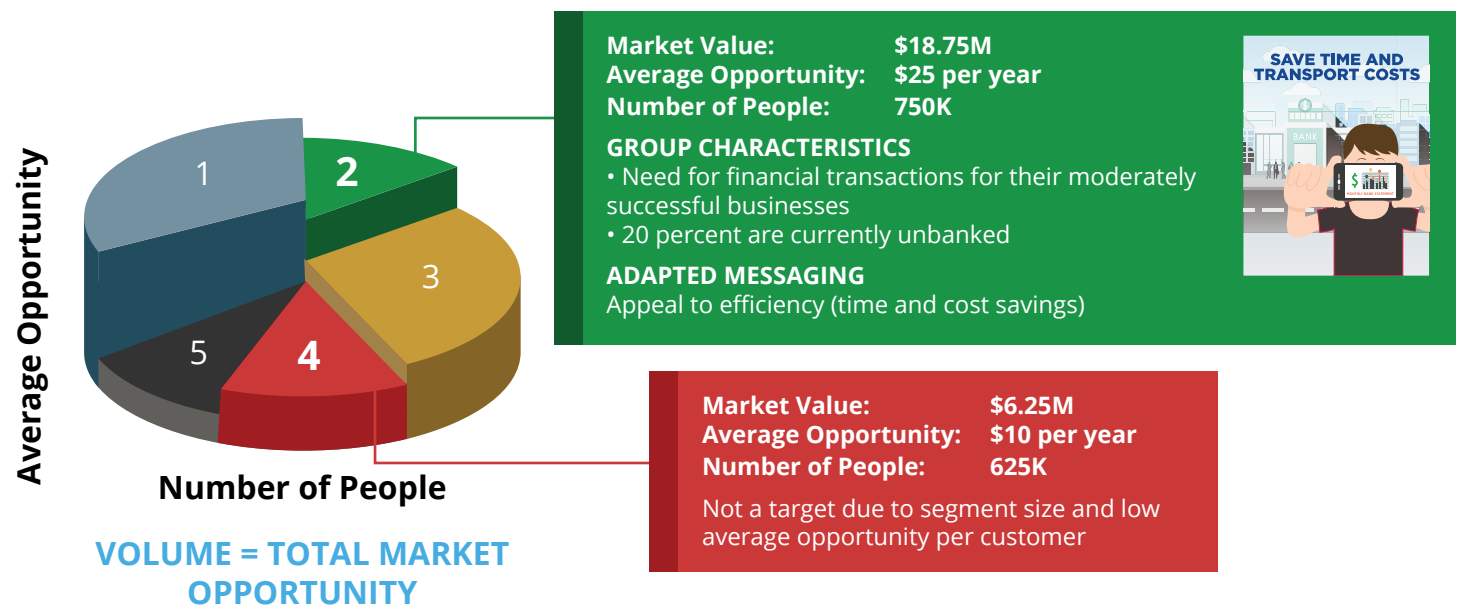 Average Opportunity
1
2
3
4
5
Number of People
VOLUME = TOTAL MARKET
OPPORTUNITY
Market Value: $18.75M
Average Opportunity: $25 per year
Number of People: 750K
GROUP CHARACTERISTICS
• Need for financial transactions for their moderately
successful businesses
• 20 percent are currently unbanked
ADAPTED MESSAGING
Appeal to efficiency (time and cost savings)
SAVE TIME AND
TRANSPORT COSTS
$
BANK
$
MONTHLY BANK STATEMENT
Market Value: $6.25M
Average Opportunity: $10 per year
Number of People: 625K
Not a target due to segment size and low
average opportunity per customer